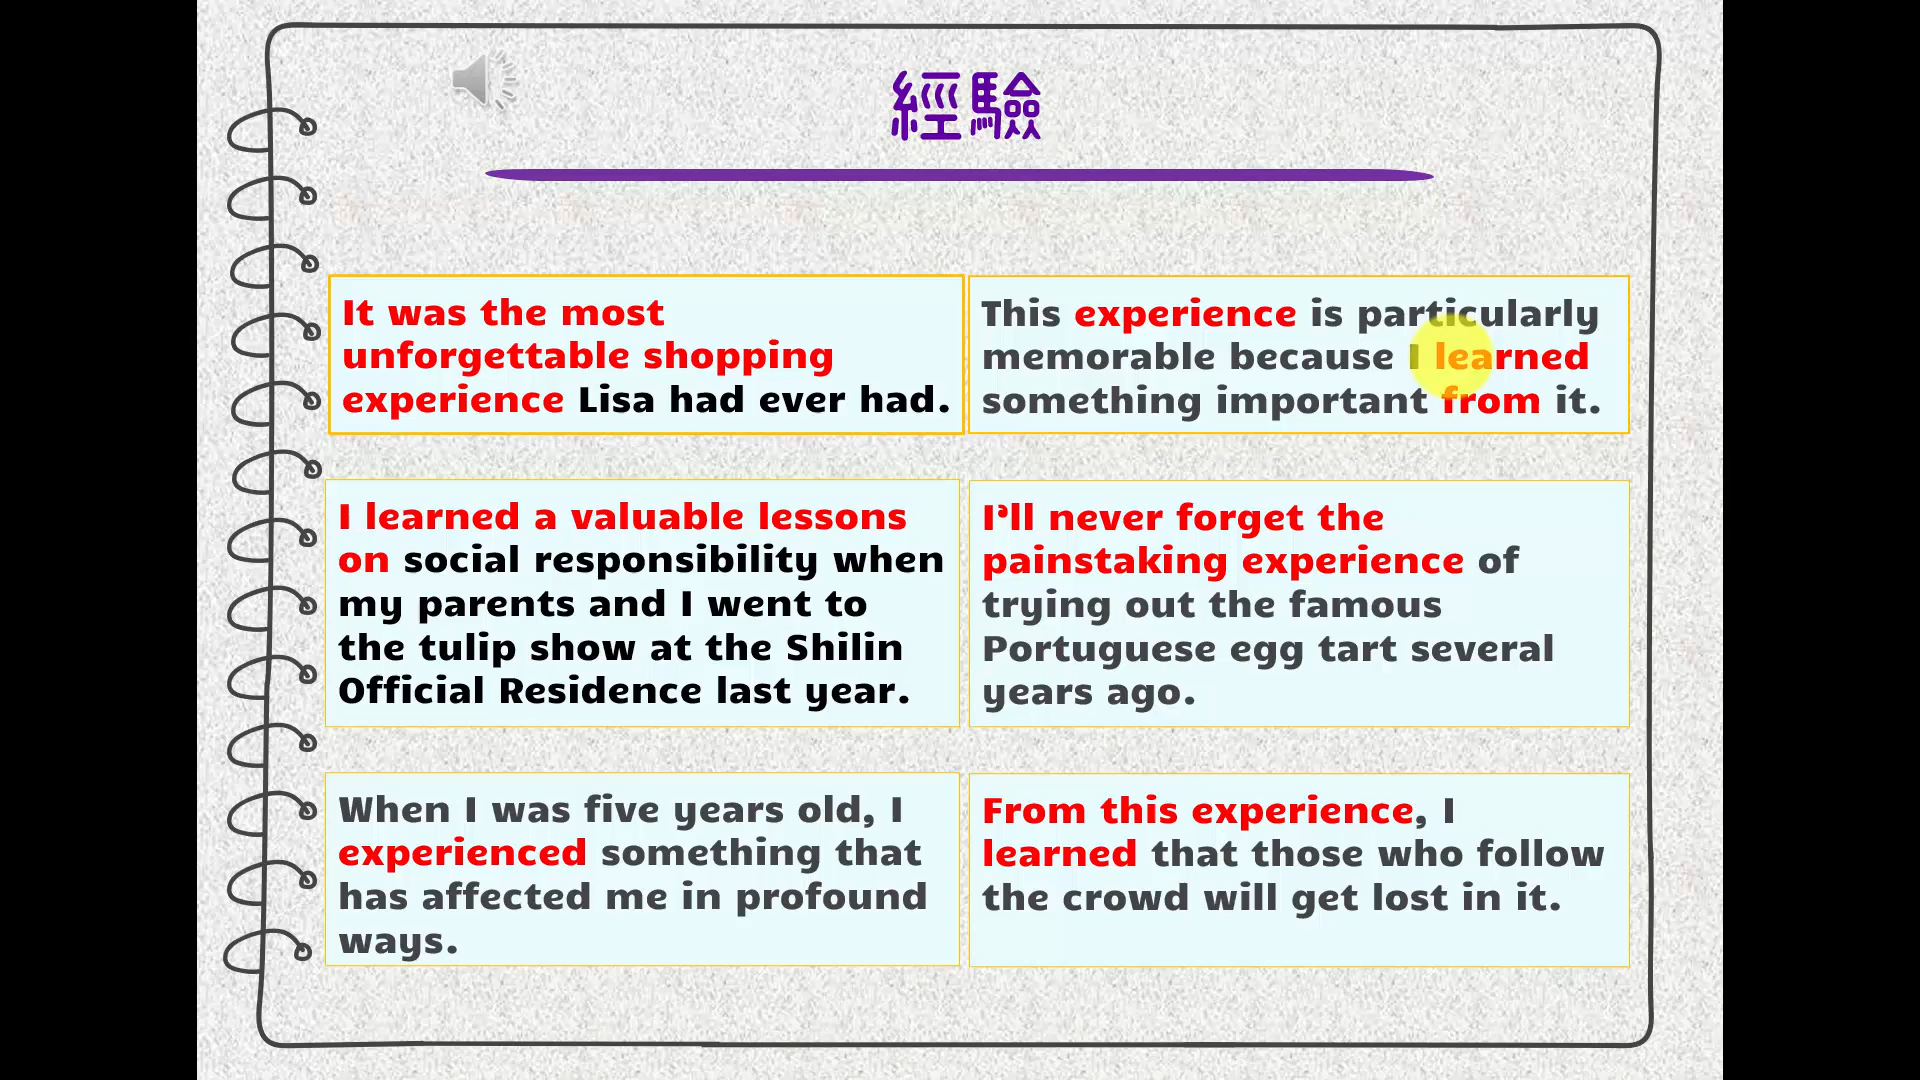 經驗
It was the most
unforgettable shopping
experience Lisa had ever had.
This experience is particularly
memorable because I learned
something important from it.
I learned a valuable lessons
on social responsibility when
my parents and I went to
the tulip show at the Shilin
Official Residence last year.
I'll never forget the
painstaking experience of
trying out the famous
Portuguese egg tart several
years ago.
When I was five years old, I
experienced something that
has affected me in profound
ways.
From this experience, I
learned that those who follow
the crowd will get lost in it.